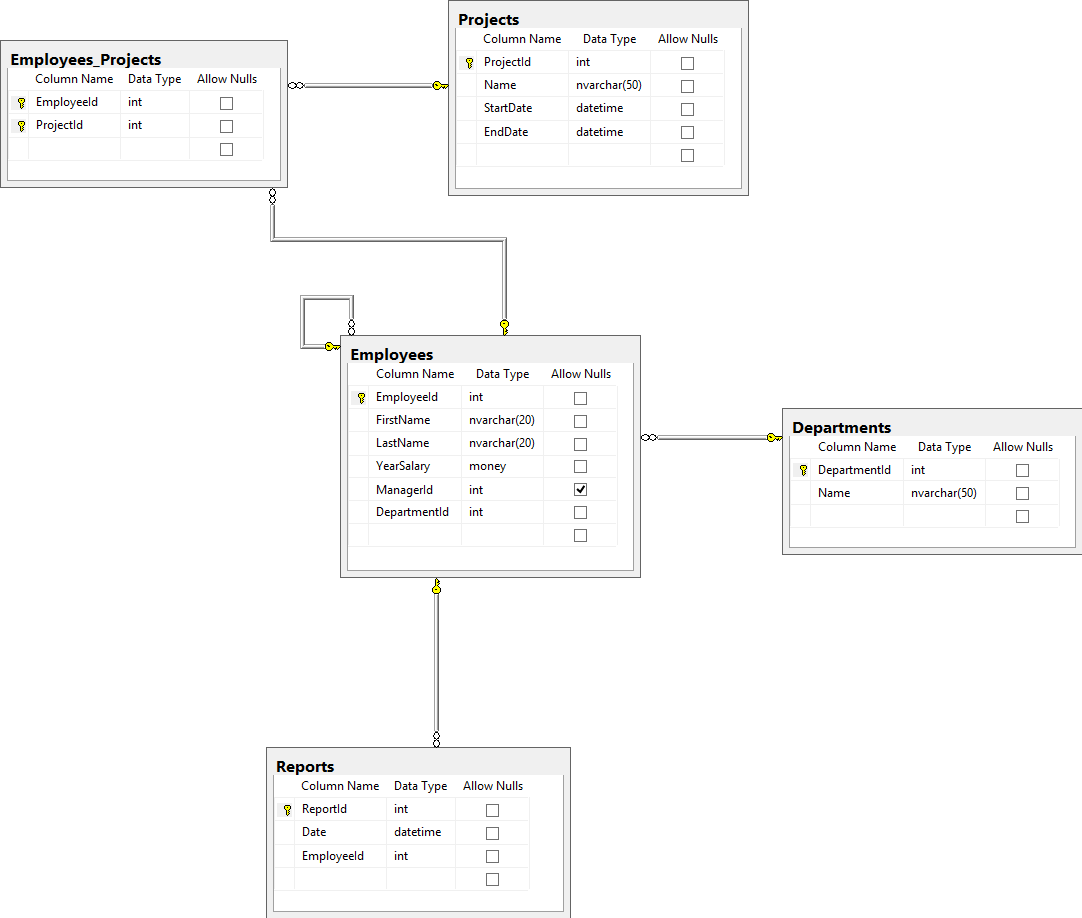 Employees_Projects
Column Name Data Type Allow Nulls
EmployeeId int
ProjectId int
Projects
Column Name Data Type Allow Nulls
ProjectId int
Name nvarchar(50)
StartDate datetime
EndDate datetime
Employees
Column Name Data Type Allow Nulls
EmployeeId int
FirstName nvarchar(20)
LastName nvarchar(20)
YearSalary money
ManagerId int
DepartmentId int
Departments
Column Name Data Type Allow Nulls
DepartmentId int
Name nvarchar(50)
Reports
Column Name Data Type Allow Nulls
ReportId int
Date datetime
EmployeeId int